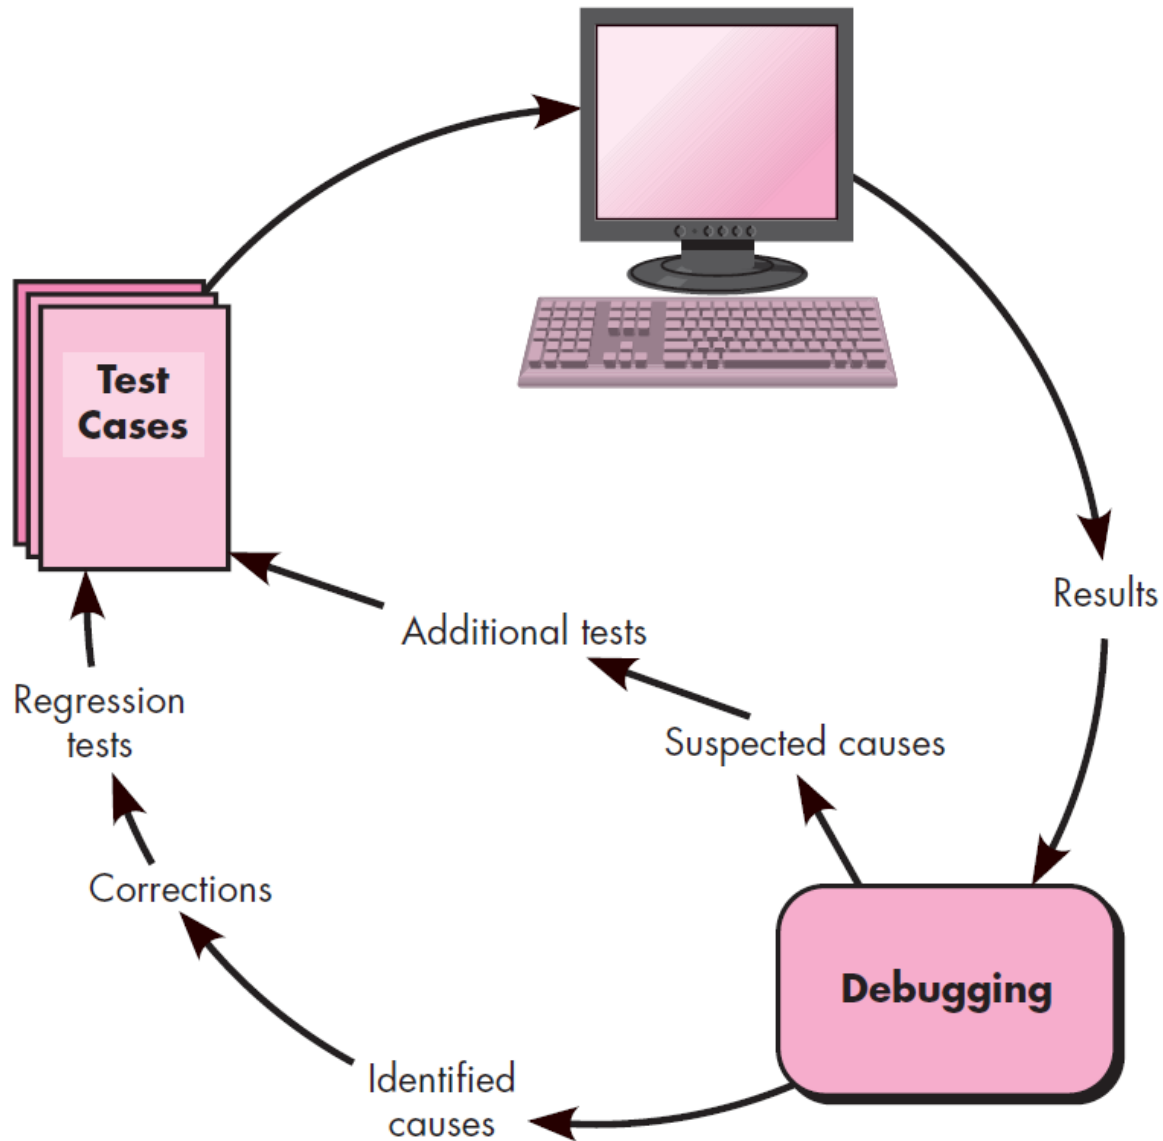 Test
Cases
Results
Additional tests
Regression
tests
Suspected causes
Corrections
Debugging
Identified
causes